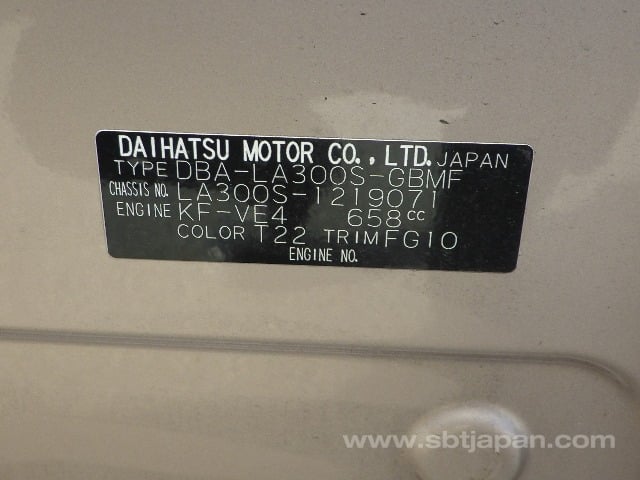 DAIHATSU MOTOR CO., LTD. JAPAN
TYPE DBA-LA300S-GBMF
CHASSIS NO. LA300S-1219071
ENGINE KF-VE4 658cc
COLOR T22 TRIM FG10
ENGINE NO.
www.sbtjapan.com